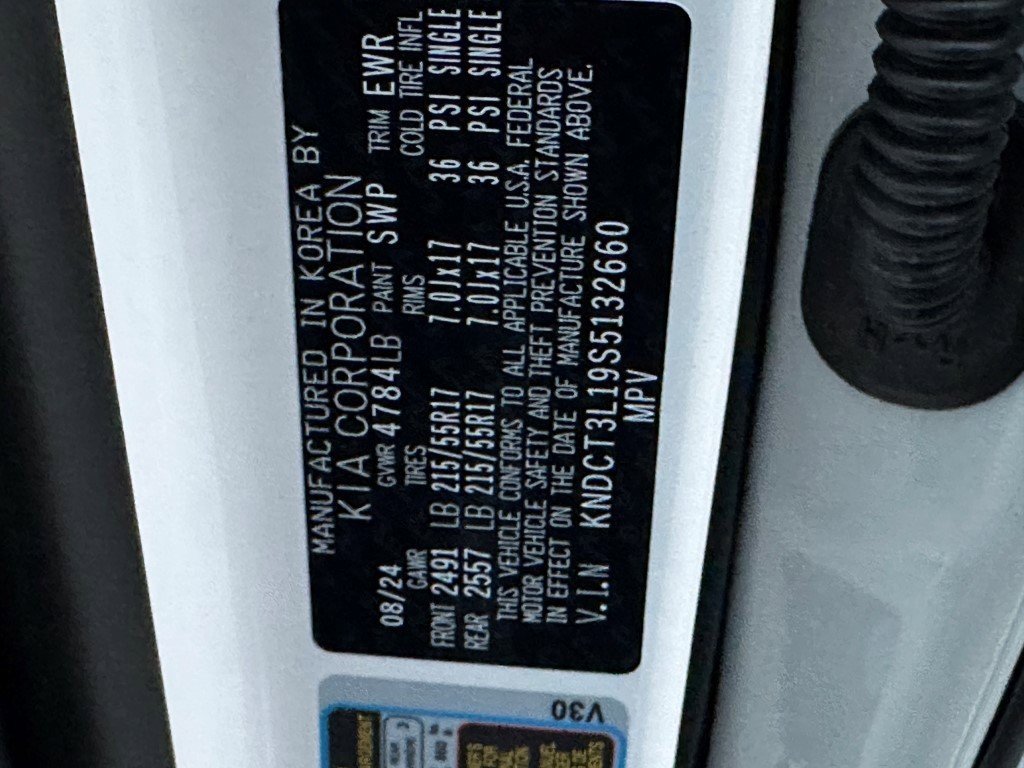 MANUFACTURED IN KOREA BY
KIA CORPORATION
08/24 GVWR 4784LB PAINT SWP TRIM EWR
GAWR TIRES RIMS COLD TIRE INFL
FRONT 2491 LB 215/55R17 7.0Jx17 36 PSI SINGLE
REAR 2557 LB 215/55R17 7.0Jx17 36 PSI SINGLE
THIS VEHICLE CONFORMS TO ALL APPLICABLE U.S.A. FEDERAL
MOTOR VEHICLE SAFETY AND THEFT PREVENTION STANDARDS
IN EFFECT ON THE DATE OF MANUFACTURE SHOWN ABOVE.
V.I.N KNDCT3L19S5132660
MPV
V30